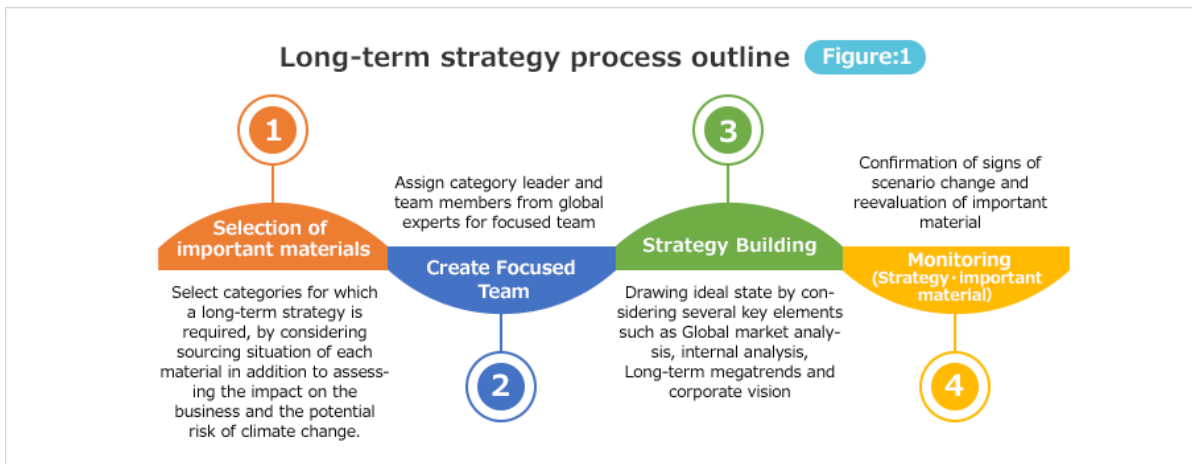 Long-term strategy process outline Figure:1
1
Selection of
important materials
Select categories for which
a long-term strategy is
required, by considering
sourcing situation of each
material in addition to assess-
ing the impact on the
business and the potential
risk of climate change.
Assign category leader and
team members from global
experts for focused team
Create Focused
Team
2
3
Strategy Building
Drawing ideal state by con-
sidering several key elements
such as Global market analy-
sis, internal analysis,
Long-term megatrends and
corporate vision
Confirmation of signs of
scenario change and
reevaluation of important
material
Monitoring
(Strategy・important
material)
4